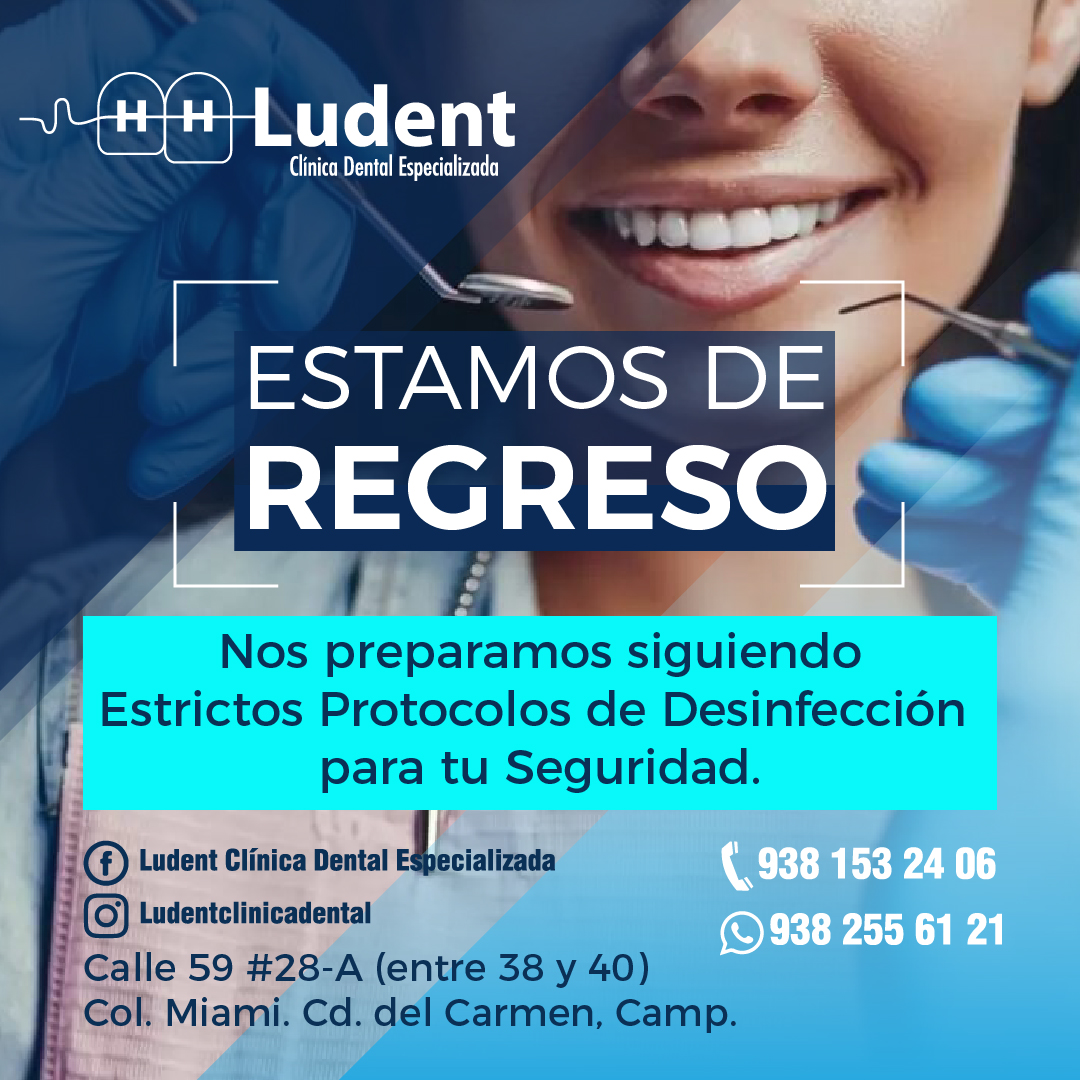 H H Ludent
Clínica Dental Especializada
ESTAMOS DE
REGRESO
Nos preparamos siguiendo
Estrictos Protocolos de Desinfección
para tu Seguridad.
Ludent Clínica Dental Especializada
Ludentclinicadental
Calle 59 #28-A (entre 38 y 40)
Col. Miami. Cd. del Carmen, Camp.
938 153 24 06
938 255 61 21